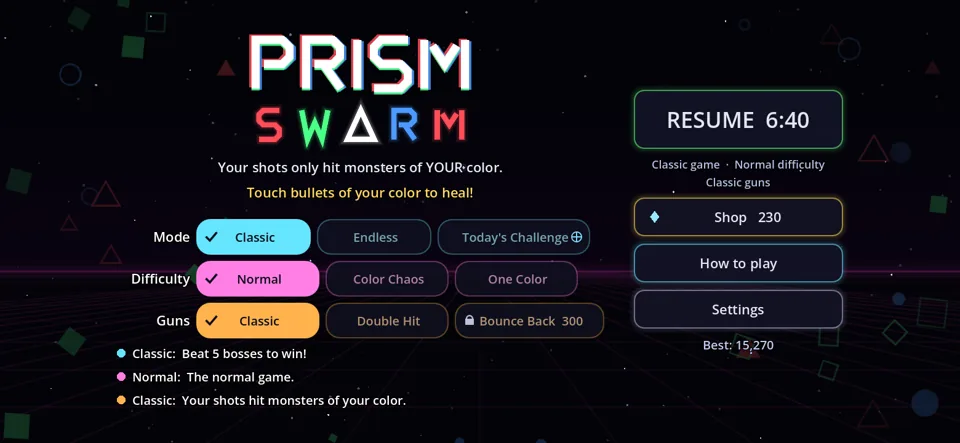 PRISM
SWARM
Your shots only hit monsters of YOUR color.
Touch bullets of your color to heal!
Mode Classic Endless Today's Challenge
Difficulty Normal Color Chaos One Color
Guns Classic Double Hit Bounce Back 300
Classic: Beat 5 bosses to win!
Normal: The normal game.
Classic: Your shots hit monsters of your color.
RESUME 6:40
Classic game · Normal difficulty
Classic guns
Shop 230
How to play
Settings
Best: 15,270